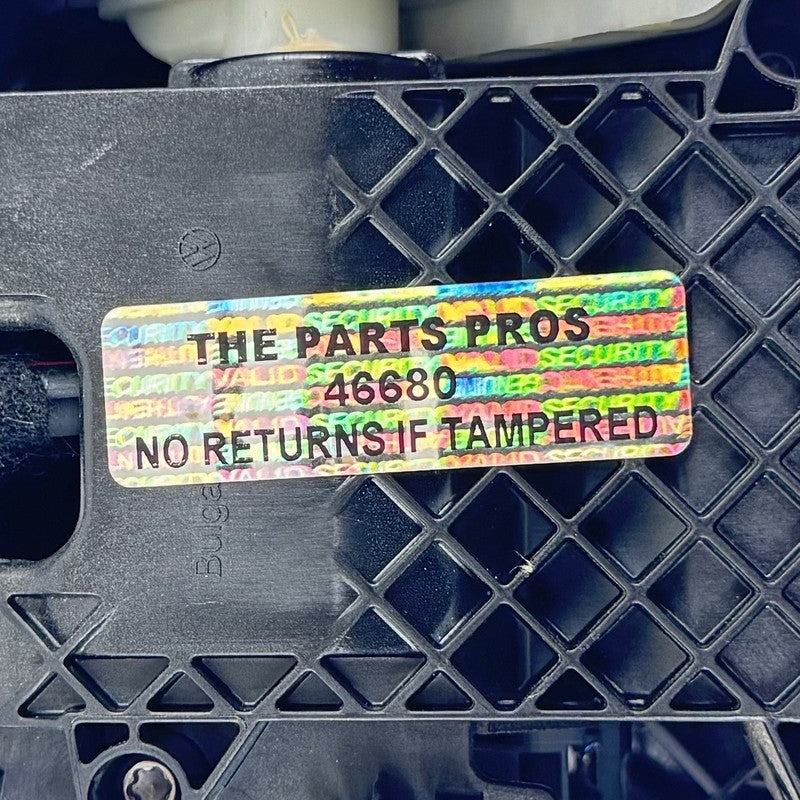 THE PARTS PROS
46680
NO RETURNS IF TAMPERED